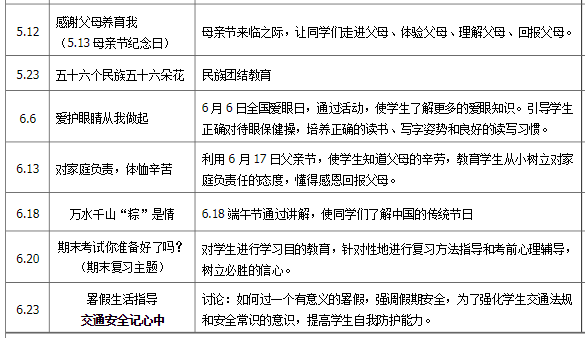 5.12
感谢父母养育我
（5.13 母亲节纪念日）
母亲节来临之际，让同学们走进父母、体验父母、理解父母、回报父母。
5.23
五十六个民族五十六朵花
民族团结教育
6.6
爱护眼睛从我做起
6 月 6 日全国爱眼日，通过活动，使学生了解更多的爱眼知识。引导学生
正确对待眼保健操，培养正确的读书、写字姿势和良好的读写习惯。
6.13
对家庭负责，体恤辛苦
利用 6 月 17 日父亲节，使学生知道父母的辛劳，教育学生从小树立对家
庭负责任的态度，懂得感恩回报父母。
6.18
万水千山“粽”是情
6.18 端午节通过讲解，使同学们了解中国的传统节日
6.20
期末考试你准备好了吗？
（期末复习主题）
对学生进行学习目的教育，针对性地进行复习方法指导和考前心理辅导，
树立必胜的信心。
6.23
暑假生活指导
交通安全记心中
讨论：如何过一个有意义的暑假，强调假期安全，为了强化学生交通法规
和安全常识的意识，提高学生自我防护能力。